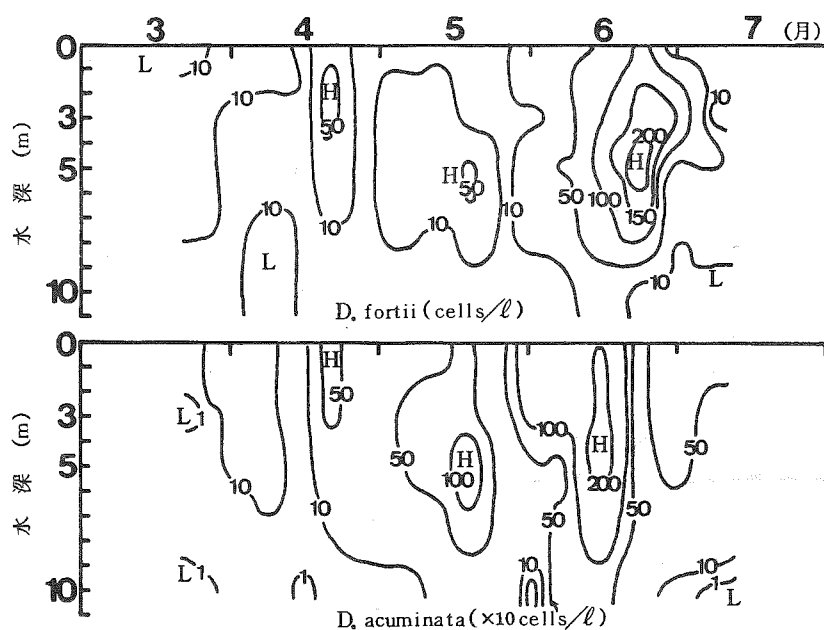 3 4 5 6 7 (月)
0
3
5
10
水深 (m)
L 10 10 H 50 10 10 L 10 H 50 10 10 50 100 150 200 H 10 10 L
D. fortii (cells/ℓ)
0
3
5
10
水深 (m)
L 1 10 L 1 1 H 50 10 50 H 100 100 10 50 H 200 50 50 10 1 L
D. acuminata (×10 cells/ℓ)